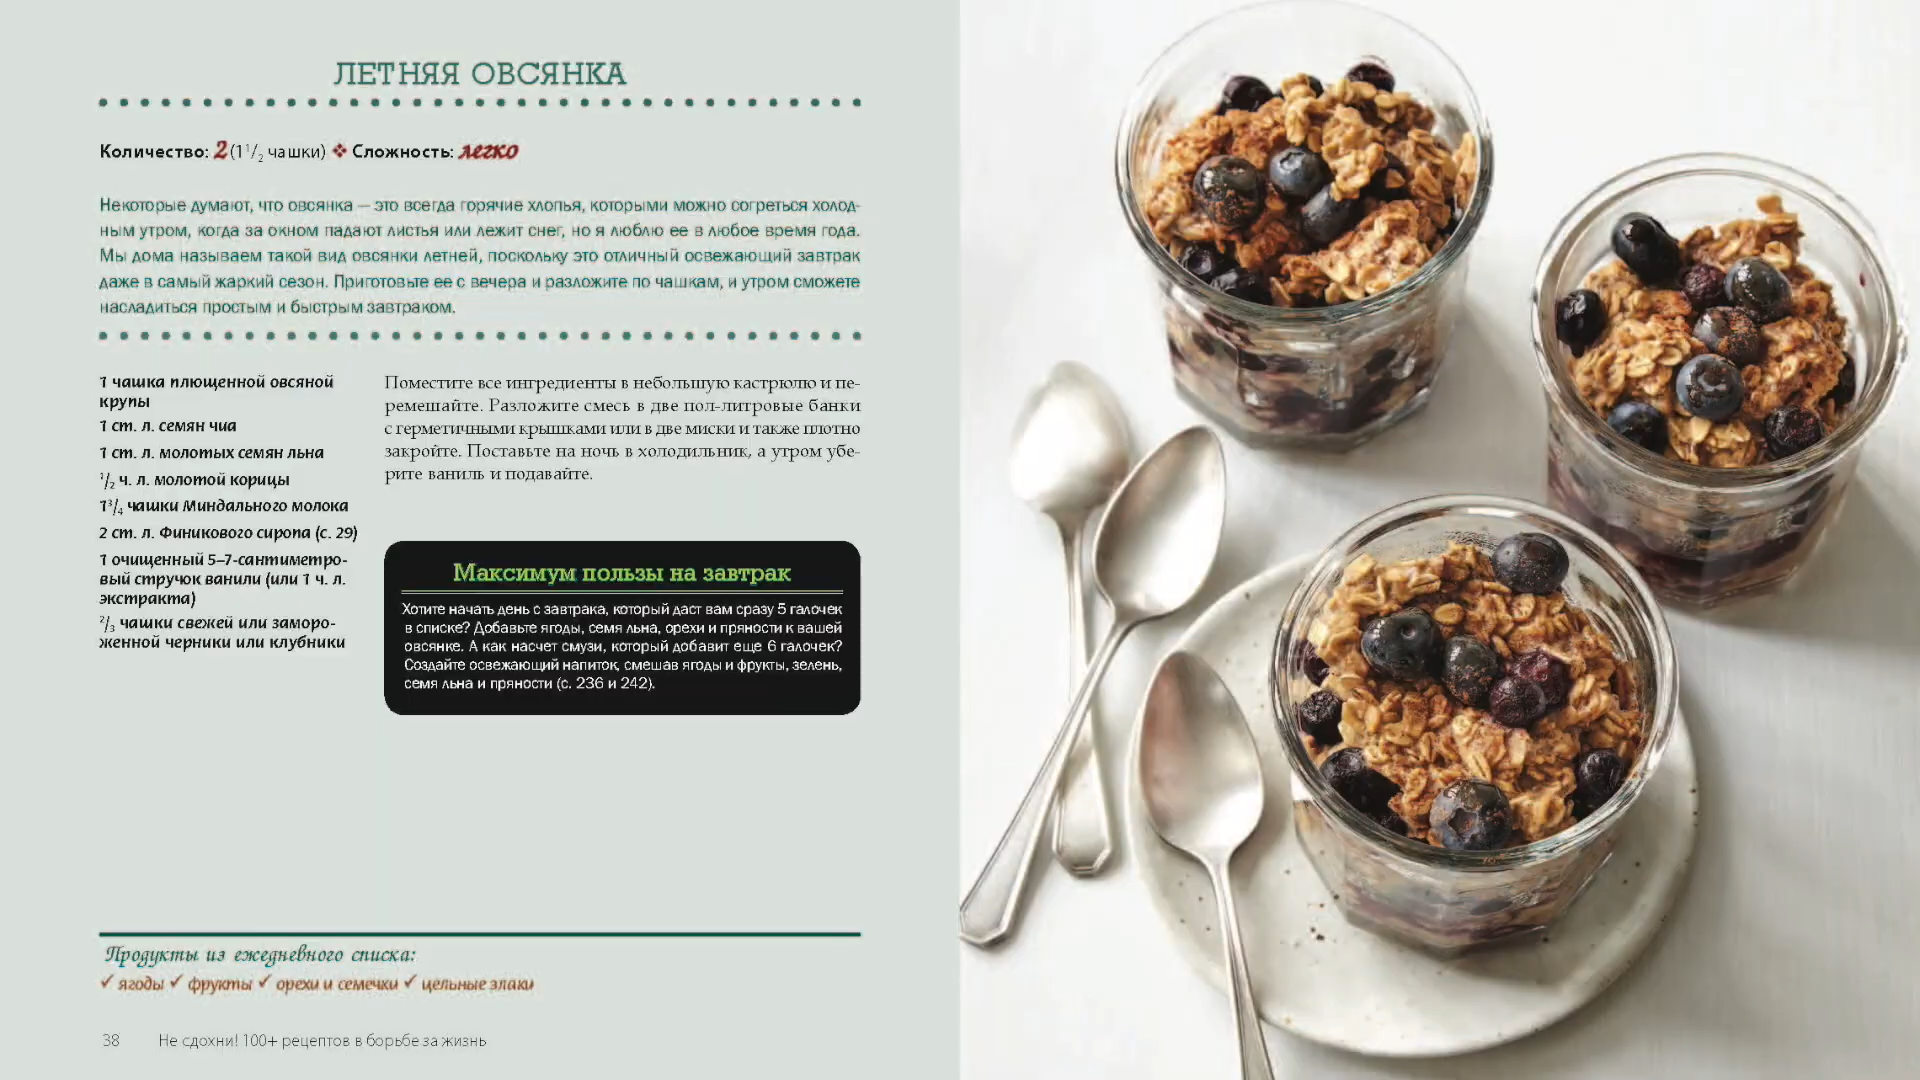 ЛЕТНЯЯ ОВСЯНКА
Количество: 2 (1 1/2 чашки) ❖ Сложность: легко
Некоторые думают, что овсянка — это всегда горячие хлопья, которыми можно согреться холод-
ным утром, когда за окном падают листья или лежит снег, но я люблю ее в любое время года.
Мы дома называем такой вид овсянки летней, поскольку это отличный освежающий завтрак
даже в самый жаркий сезон. Приготовьте ее с вечера и разложите по чашкам, и утром сможете
насладиться простым и быстрым завтраком.
1 чашка плющенной овсяной
крупы
1 ст. л. семян чиа
1 ст. л. молотых семян льна
1/2 ч. л. молотой корицы
1 3/4 чашки Миндального молока
2 ст. л. Финикового сиропа (с. 29)
1 очищенный 5–7-сантиметро-
вый стручок ванили (или 1 ч. л.
экстракта)
2/3 чашки свежей или заморо-
женной черники или клубники
Поместите все ингредиенты в небольшую кастрюлю и пе-
ремешайте. Разложите смесь в две пол-литровые банки
с герметичными крышками или в две миски и также плотно
закройте. Поставьте на ночь в холодильник, а утром убе-
рите ваниль и подавайте.
Максимум пользы на завтрак
Хотите начать день с завтрака, который даст вам сразу 5 галочек
в списке? Добавьте ягоды, семя льна, орехи и пряности к вашей
овсянке. А как насчет смузи, который добавит еще 6 галочек?
Создайте освежающий напиток, смешав ягоды и фрукты, зелень,
семя льна и пряности (с. 236 и 242).
Продукты из ежедневного списка:
✓ ягоды ✓ фрукты ✓ орехи и семечки ✓ цельные злаки
38 Не сдохни! 100+ рецептов в борьбе за жизнь